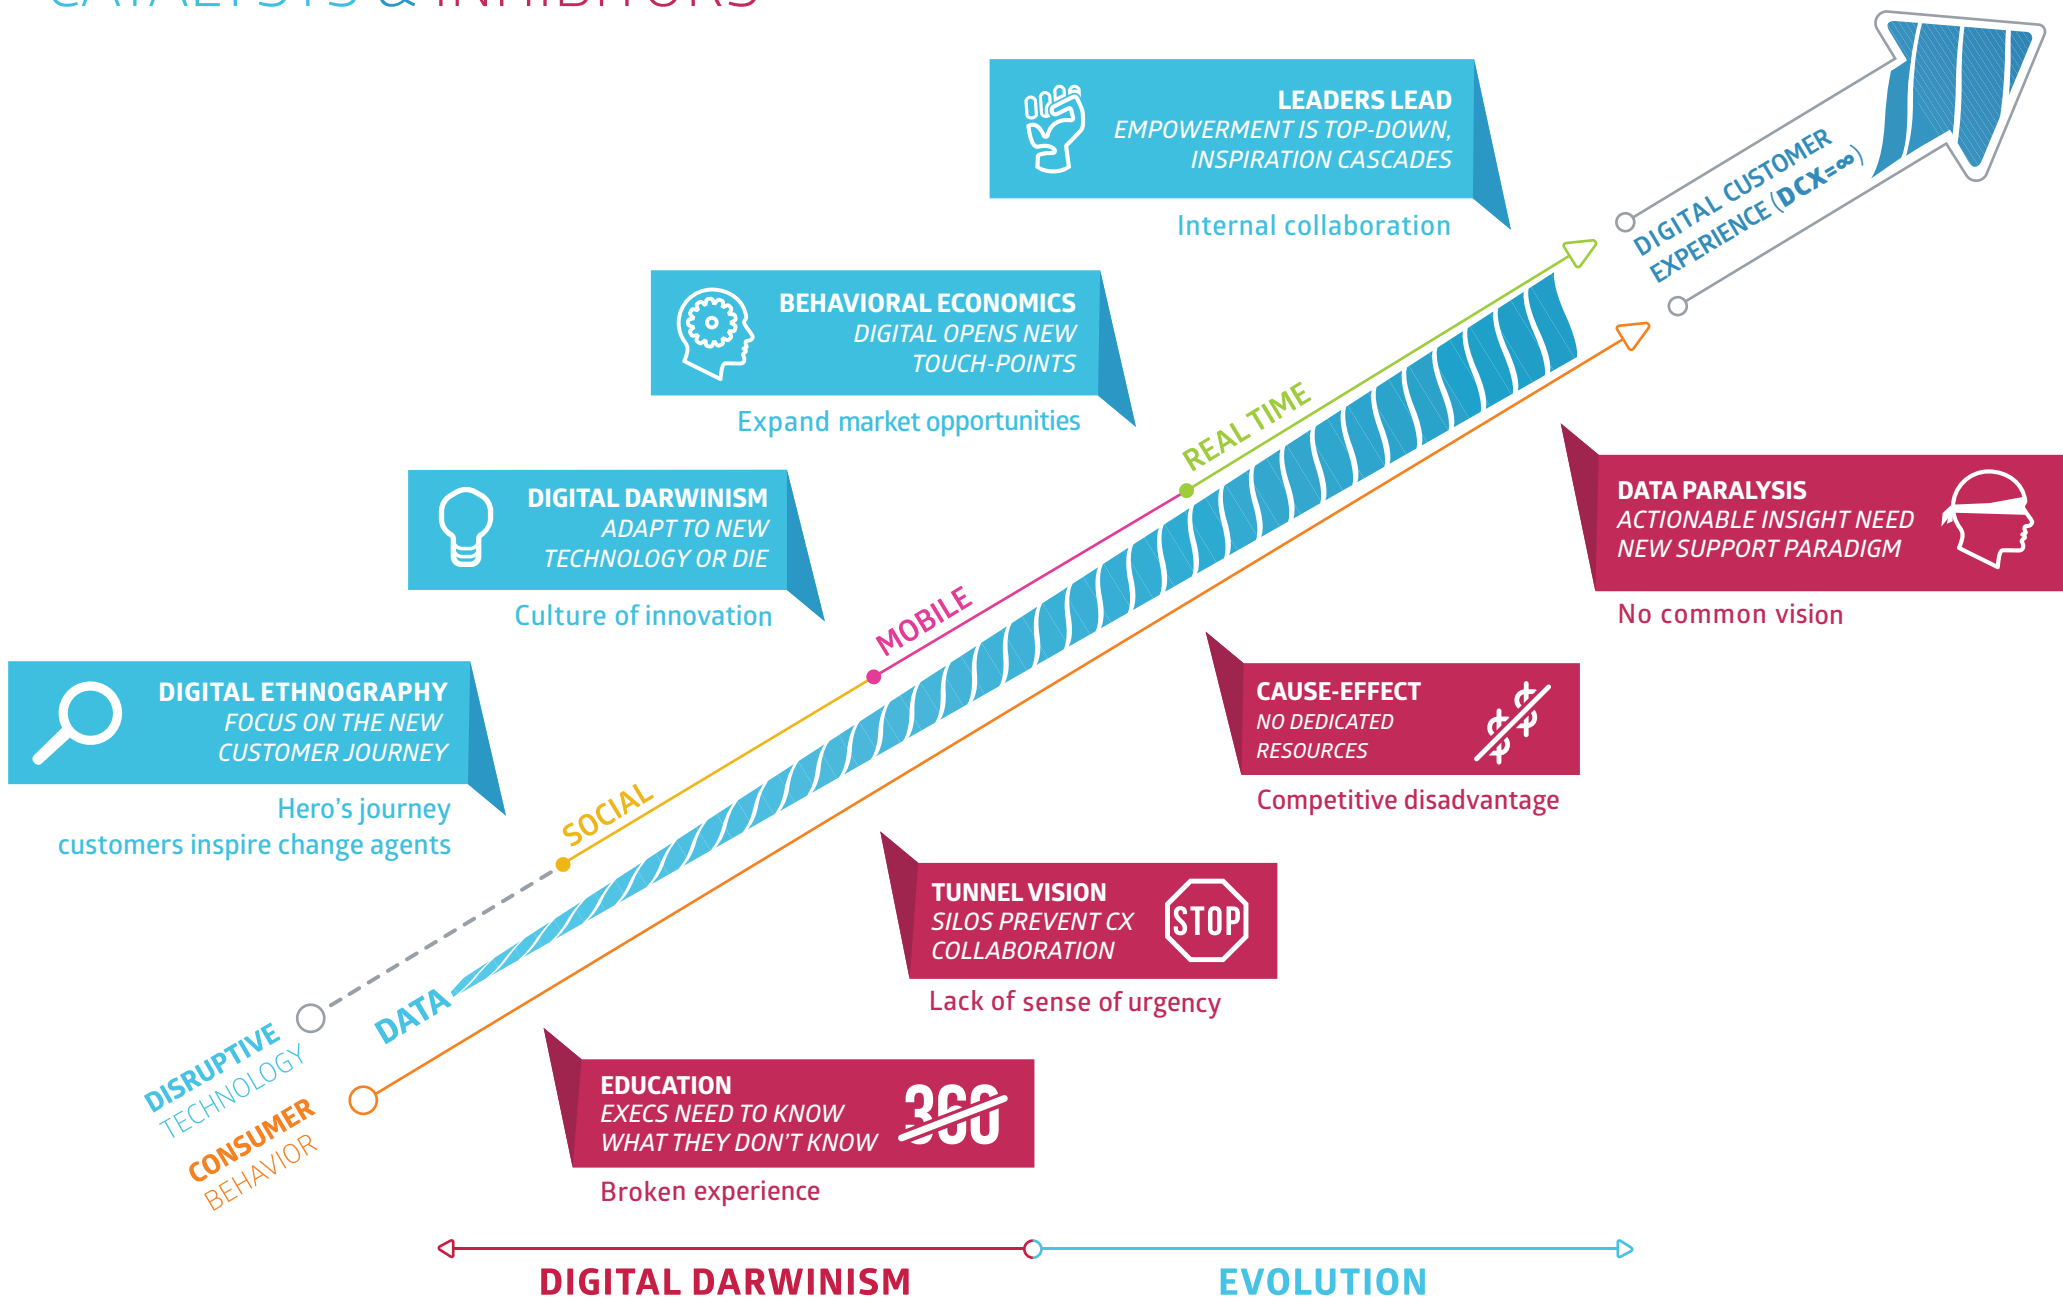 CATALYSTS & INHIBITORS
LEADERS LEAD
EMPOWERMENT IS TOP-DOWN,
INSPIRATION CASCADES
Internal collaboration
DIGITAL CUSTOMER
EXPERIENCE (DCX=∞)
BEHAVIORAL ECONOMICS
DIGITAL OPENS NEW
TOUCH-POINTS
Expand market opportunities
REAL TIME
DIGITAL DARWINISM
ADAPT TO NEW
TECHNOLOGY OR DIE
Culture of innovation
DATA PARALYSIS
ACTIONABLE INSIGHT NEED
NEW SUPPORT PARADIGM
No common vision
MOBILE
DIGITAL ETHNOGRAPHY
FOCUS ON THE NEW
CUSTOMER JOURNEY
Hero's journey
customers inspire change agents
CAUSE-EFFECT
NO DEDICATED
RESOURCES
$$
Competitive disadvantage
SOCIAL
TUNNEL VISION
SILOS PREVENT CX
COLLABORATION
STOP
Lack of sense of urgency
DATA
DISRUPTIVE
TECHNOLOGY
CONSUMER
BEHAVIOR
EDUCATION
EXECS NEED TO KNOW
WHAT THEY DON'T KNOW
360
Broken experience
DIGITAL DARWINISM
EVOLUTION